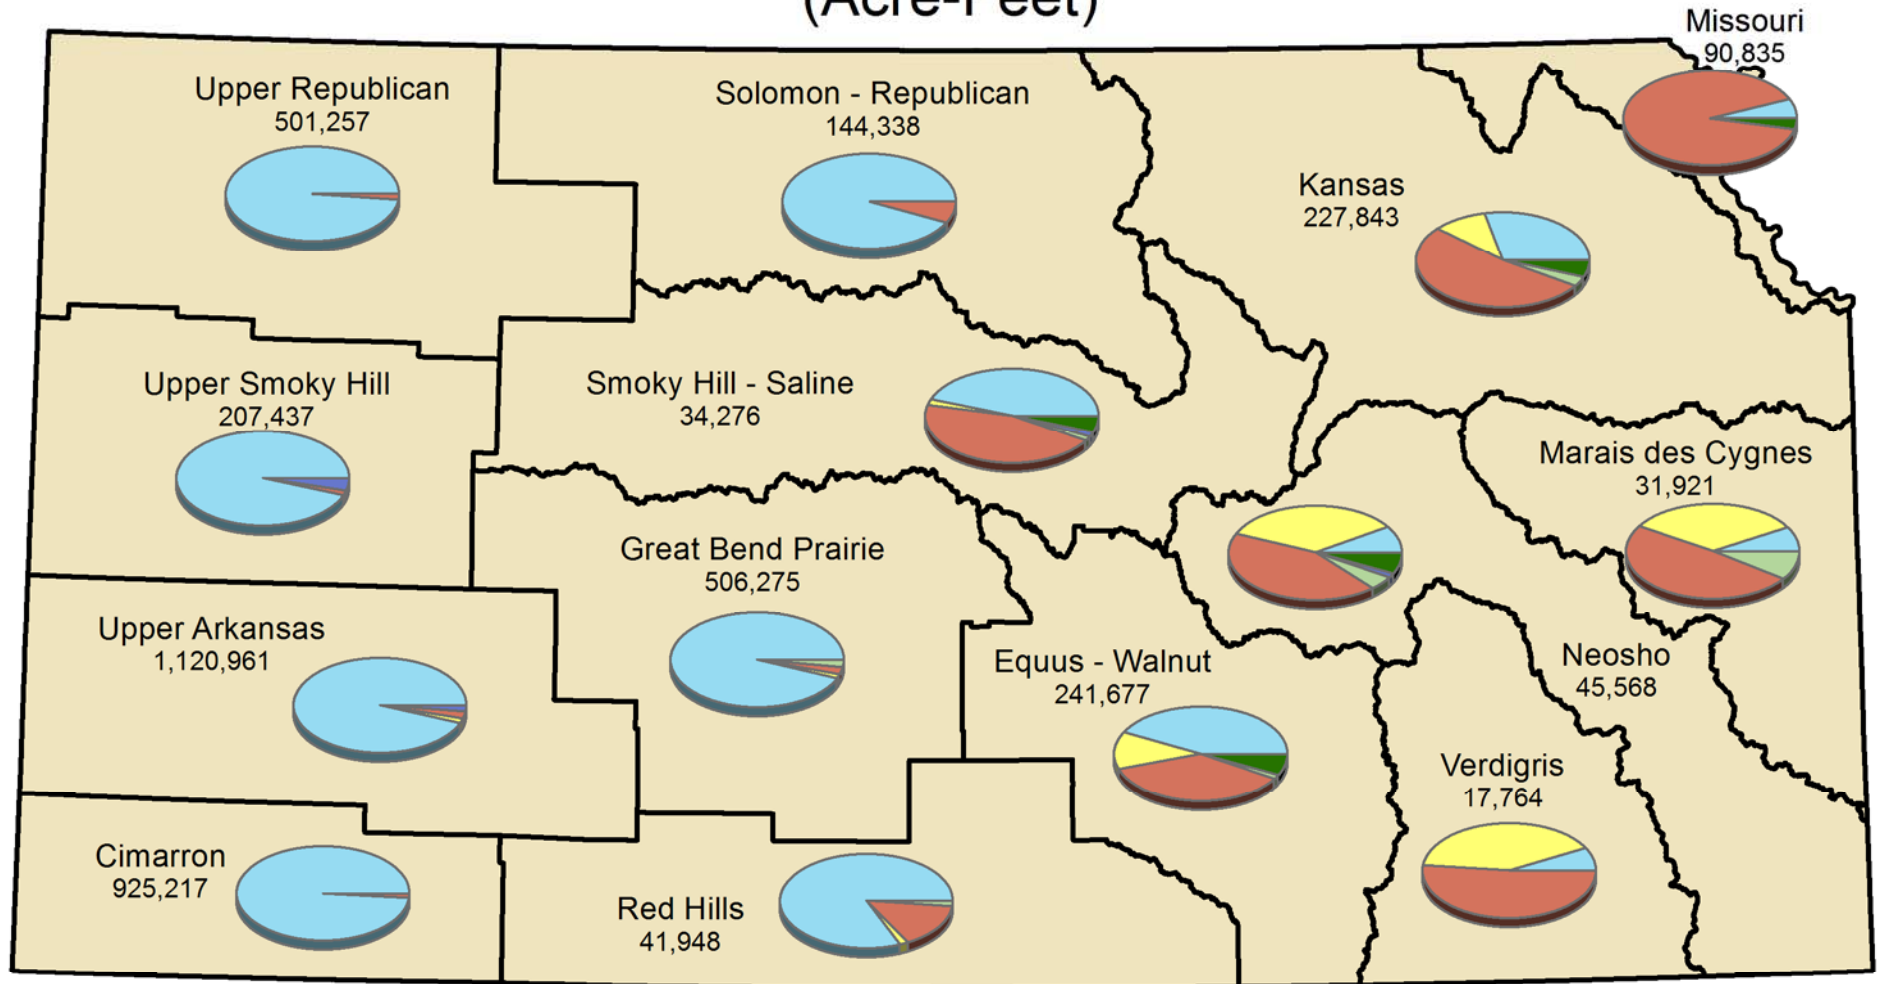 (Acre-Feet)
Missouri
90,835
Upper Republican
501,257
Solomon - Republican
144,338
Kansas
227,843
Upper Smoky Hill
207,437
Smoky Hill - Saline
34,276
Marais des Cygnes
31,921
Great Bend Prairie
506,275
Upper Arkansas
1,120,961
Equus - Walnut
241,677
Neosho
45,568
Verdigris
17,764
Cimarron
925,217
Red Hills
41,948